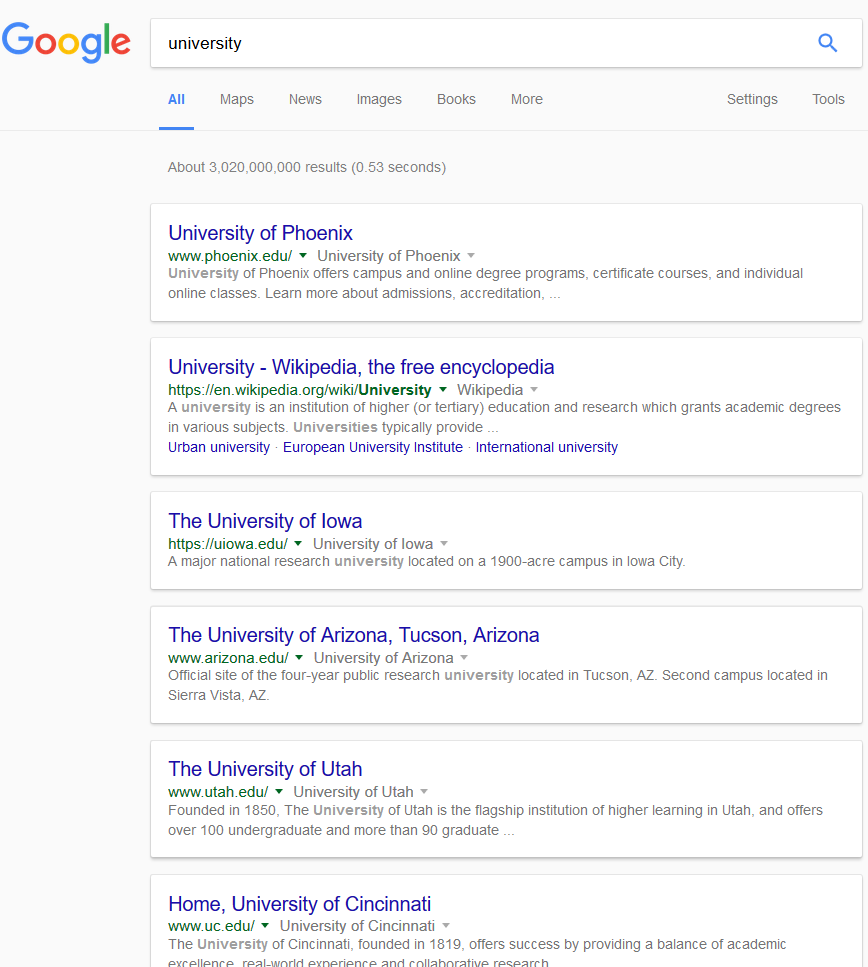 Google
university
All Maps News Images Books More Settings Tools
About 3,020,000,000 results (0.53 seconds)
University of Phoenix
www.phoenix.edu/ University of Phoenix
University of Phoenix offers campus and online degree programs, certificate courses, and individual
online classes. Learn more about admissions, accreditation, ...
University - Wikipedia, the free encyclopedia
https://en.wikipedia.org/wiki/University Wikipedia
A university is an institution of higher (or tertiary) education and research which grants academic degrees
in various subjects. Universities typically provide ...
Urban university · European University Institute · International university
The University of Iowa
https://uiowa.edu/ University of Iowa
A major national research university located on a 1900-acre campus in Iowa City.
The University of Arizona, Tucson, Arizona
www.arizona.edu/ University of Arizona
Official site of the four-year public research university located in Tucson, AZ. Second campus located in
Sierra Vista, AZ.
The University of Utah
www.utah.edu/ University of Utah
Founded in 1850, The University of Utah is the flagship institution of higher learning in Utah, and offers
over 100 undergraduate and more than 90 graduate ...
Home, University of Cincinnati
www.uc.edu/ University of Cincinnati
The University of Cincinnati, founded in 1819, offers success by providing a balance of academic
excellence, real-world experience and collaborative research